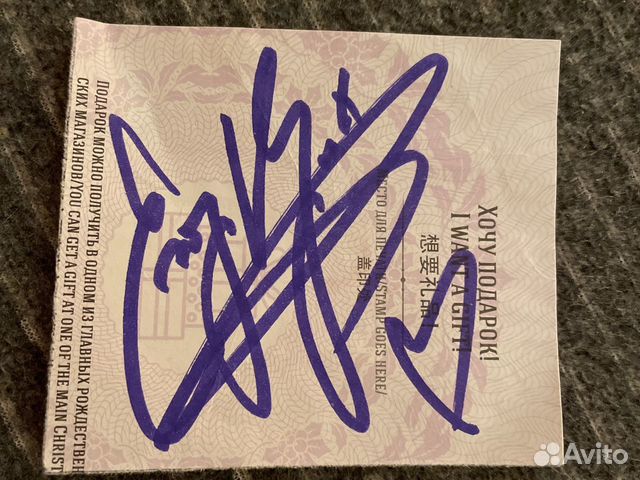 ХОЧУ ПОДАРОК!
I WANT A GIFT!
想要礼品!
МЕСТО ДЛЯ ПЕЧАТИ/STAMP GOES HERE/
盖印
ПОДАРОК МОЖНО ПОЛУЧИТЬ В ОДНОМ ИЗ ГЛАВНЫХ РОЖДЕСТВЕН
СКИХ МАГАЗИНОВ/YOU CAN GET A GIFT AT ONE OF THE MAIN CHRIST
Avito